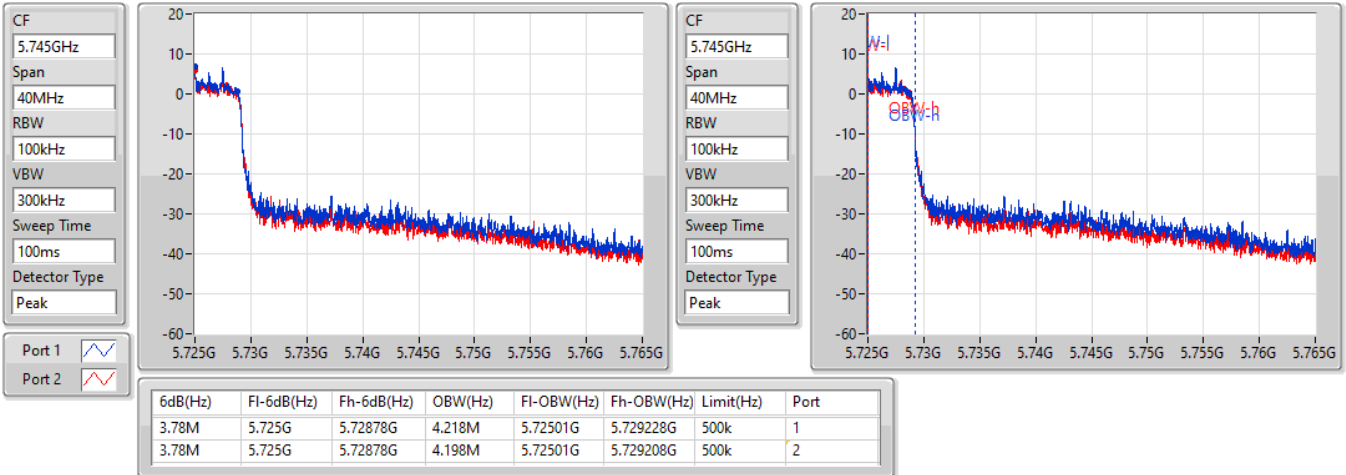 CF
5.745GHz
Span
40MHz
RBW
100kHz
VBW
300kHz
Sweep Time
100ms
Detector Type
Peak
Port 1
Port 2
20
10
0
-10
-20
-30
-40
-50
-60
5.725G 5.73G 5.735G 5.74G 5.745G 5.75G 5.755G 5.76G 5.765G
CF
5.745GHz
Span
40MHz
RBW
100kHz
VBW
300kHz
Sweep Time
100ms
Detector Type
Peak
20
10
0
-10
-20
-30
-40
-50
-60
W-l
OBW-h
OBW-h
5.725G 5.73G 5.735G 5.74G 5.745G 5.75G 5.755G 5.76G 5.765G
6dB(Hz) Fl-6dB(Hz) Fh-6dB(Hz) OBW(Hz) Fl-OBW(Hz) Fh-OBW(Hz) Limit(Hz) Port
3.78M 5.725G 5.72878G 4.218M 5.72501G 5.729228G 500k 1
3.78M 5.725G 5.72878G 4.198M 5.72501G 5.729208G 500k 2